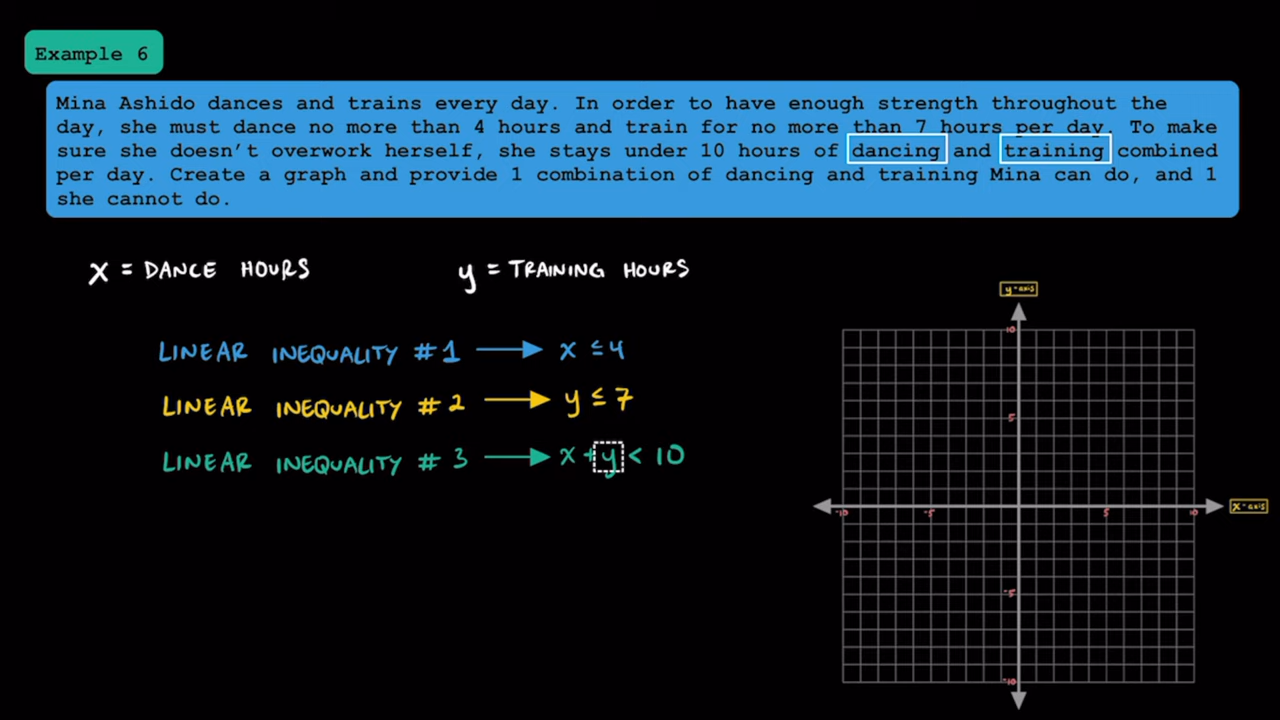 Example 6
Mina Ashido dances and trains every day. In order to have enough strength throughout the
day, she must dance no more than 4 hours and train for no more than 7 hours per day. To make
sure she doesn't overwork herself, she stays under 10 hours of dancing and training combined
per day. Create a graph and provide 1 combination of dancing and training Mina can do, and 1
she cannot do.
x = DANCE HOURS
y = TRAINING HOURS
LINEAR INEQUALITY #1 → x ≤ 4
LINEAR INEQUALITY #2 → y ≤ 7
LINEAR INEQUALITY #3 → x + y < 10
y-axis
10
5
-10
-5
5
10
x-axis
-5
-10